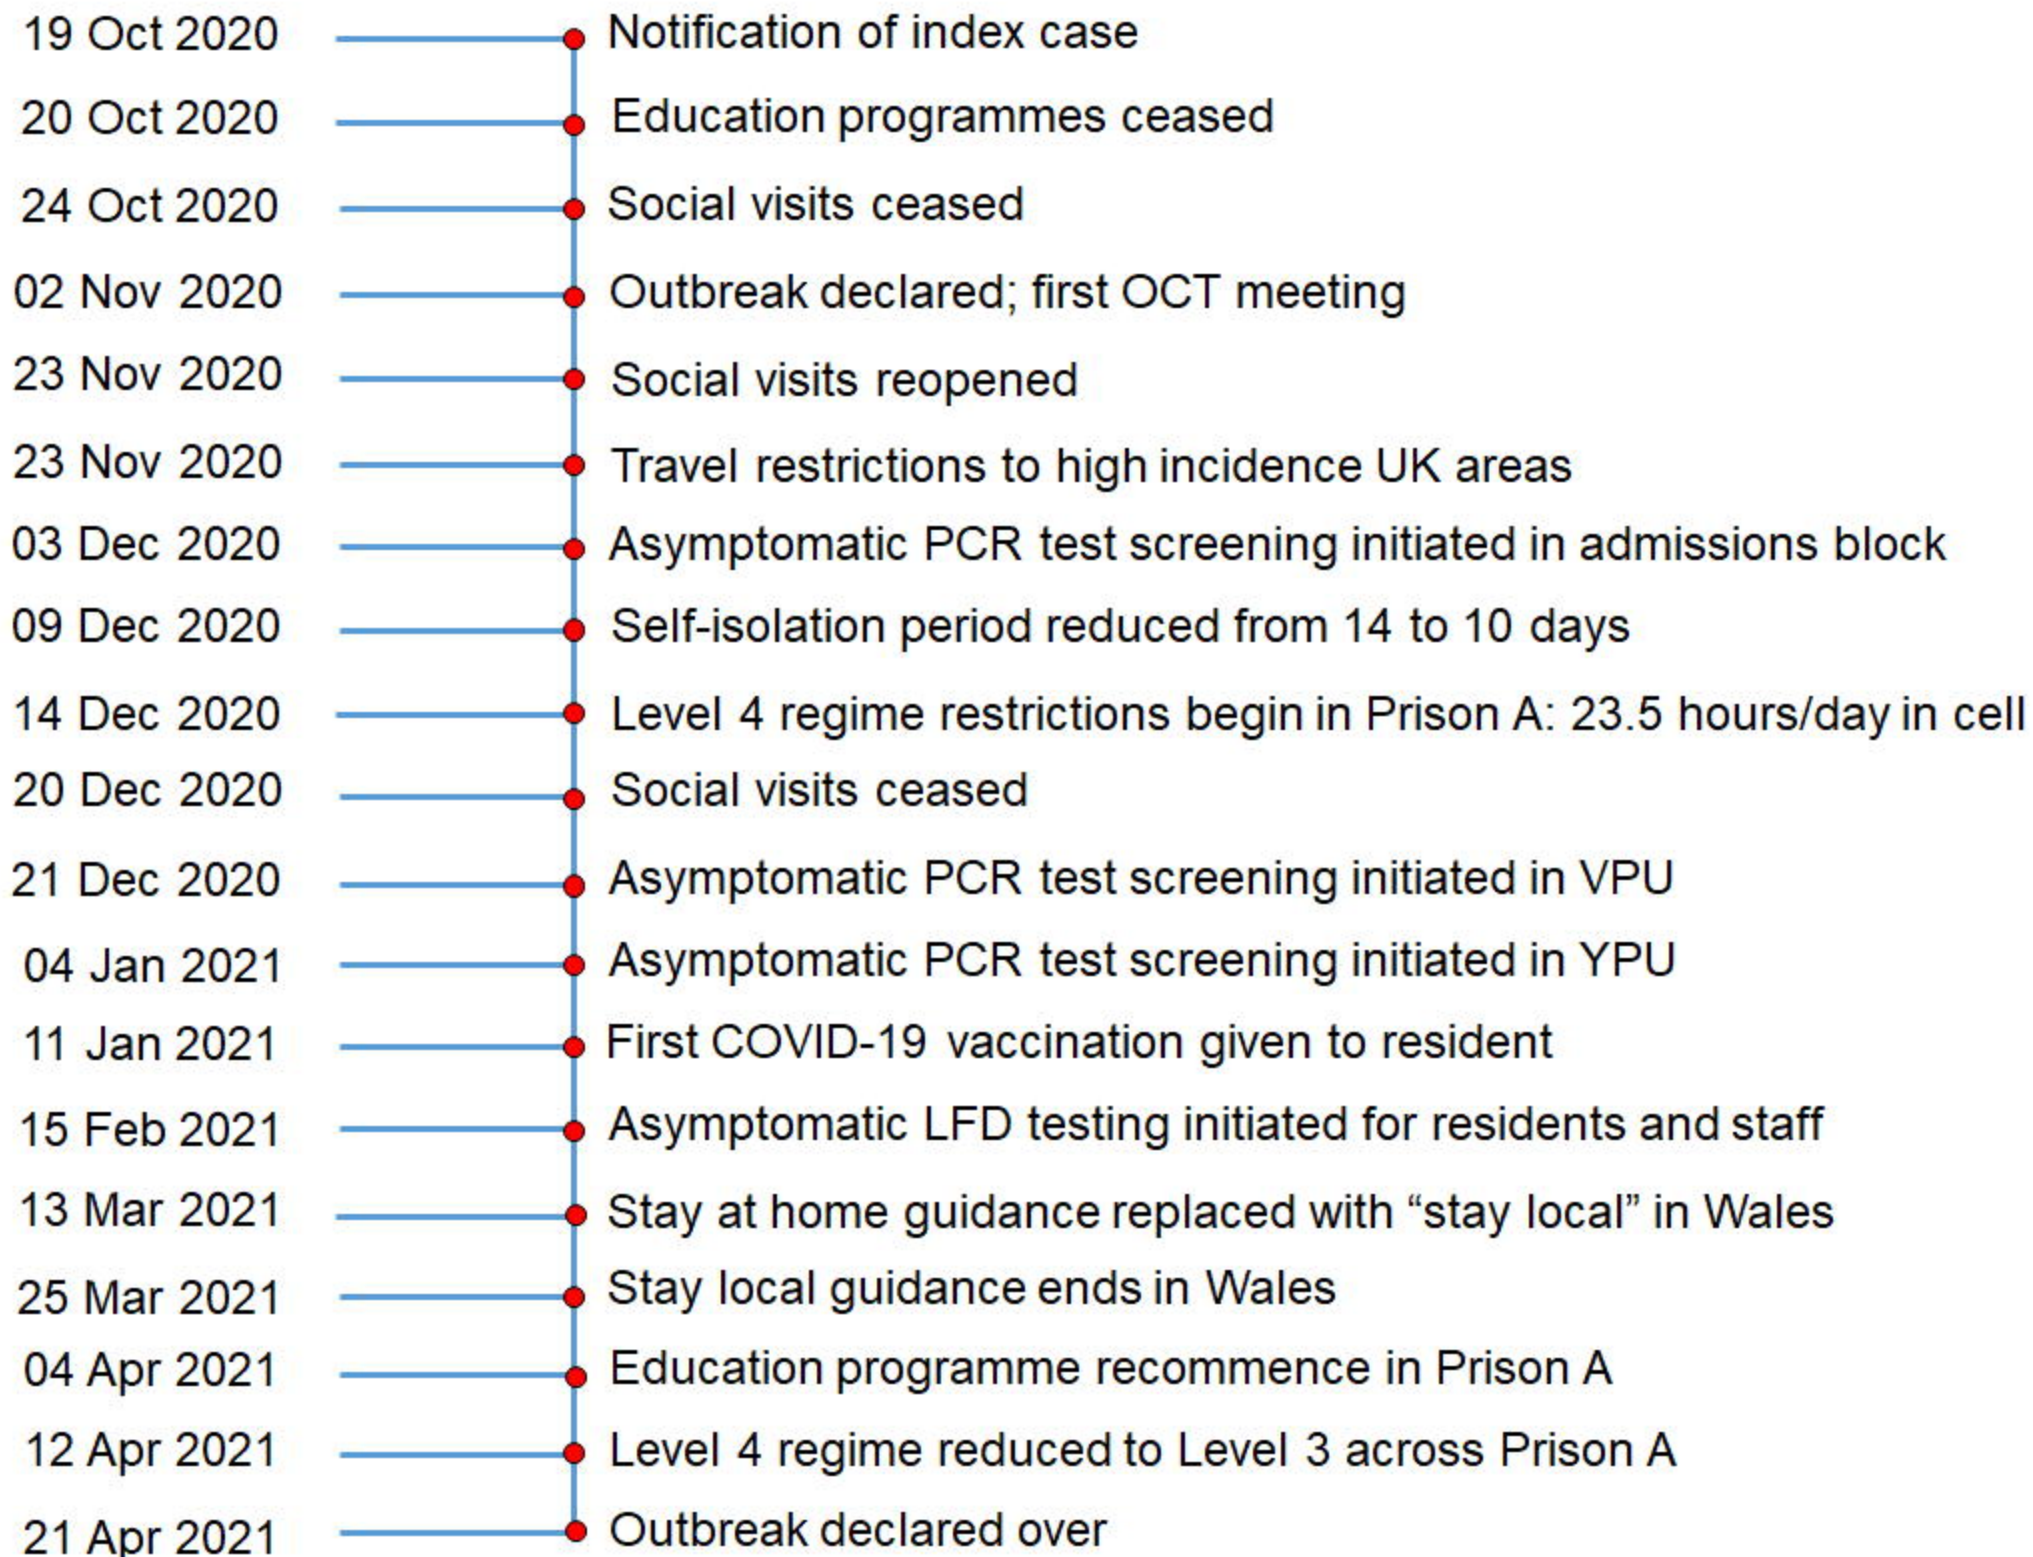 19 Oct 2020 Notification of index case
20 Oct 2020 Education programmes ceased
24 Oct 2020 Social visits ceased
02 Nov 2020 Outbreak declared; first OCT meeting
23 Nov 2020 Social visits reopened
23 Nov 2020 Travel restrictions to high incidence UK areas
03 Dec 2020 Asymptomatic PCR test screening initiated in admissions block
09 Dec 2020 Self-isolation period reduced from 14 to 10 days
14 Dec 2020 Level 4 regime restrictions begin in Prison A: 23.5 hours/day in cell
20 Dec 2020 Social visits ceased
21 Dec 2020 Asymptomatic PCR test screening initiated in VPU
04 Jan 2021 Asymptomatic PCR test screening initiated in YPU
11 Jan 2021 First COVID-19 vaccination given to resident
15 Feb 2021 Asymptomatic LFD testing initiated for residents and staff
13 Mar 2021 Stay at home guidance replaced with “stay local” in Wales
25 Mar 2021 Stay local guidance ends in Wales
04 Apr 2021 Education programme recommence in Prison A
12 Apr 2021 Level 4 regime reduced to Level 3 across Prison A
21 Apr 2021 Outbreak declared over